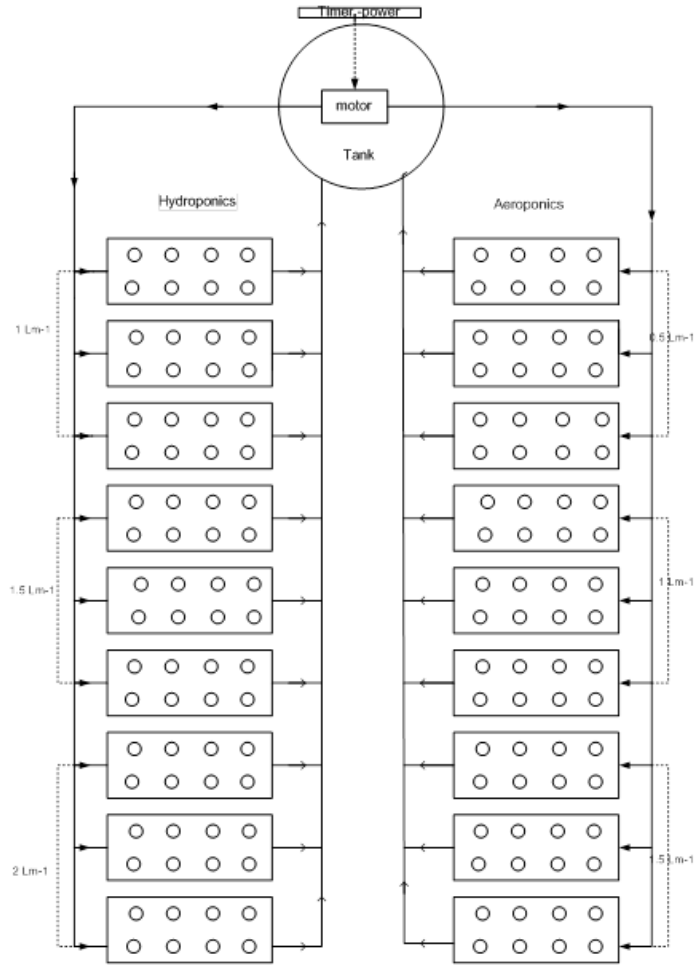 Timer-power
motor
Tank
Hydroponics
Aeroponics
1 Lm-1
0.5 Lm-1
1.5 Lm-1
1 Lm-1
2 Lm-1
1.5 Lm-1